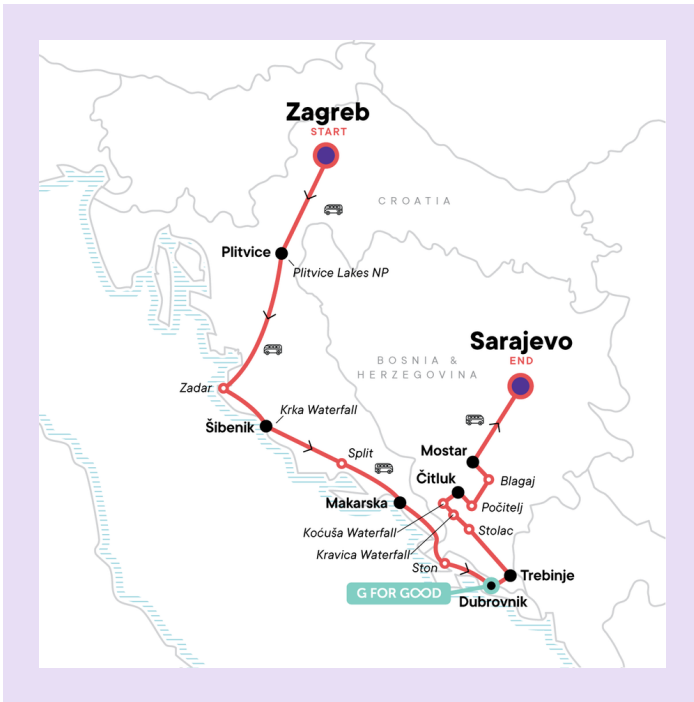 Zagreb
START
CROATIA
Plitvice
Plitvice Lakes NP
Sarajevo
END
BOSNIA &
HERZEGOVINA
Zadar
Krka Waterfall
Šibenik
Split
Mostar
Čitluk
Blagaj
Makarska
Počitelj
Koćuša Waterfall
Stolac
Kravica Waterfall
Ston
Trebinje
G FOR GOOD
Dubrovnik